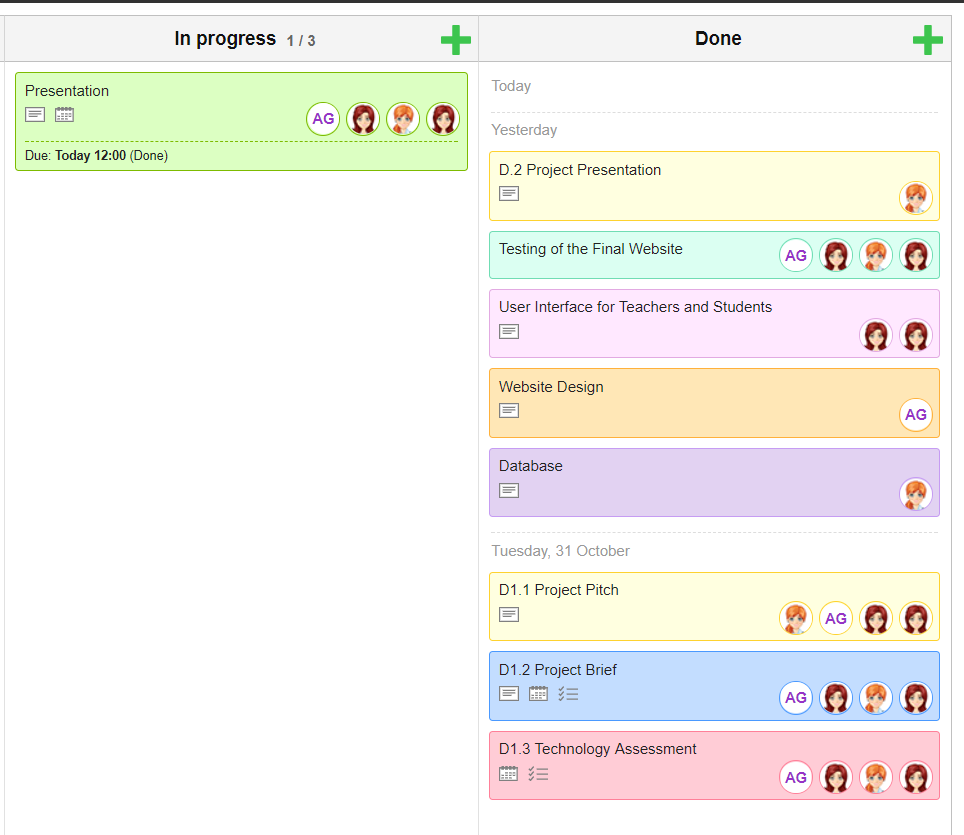 In progress 1 / 3
Presentation
AG
Due: Today 12:00 (Done)
Done
Today
Yesterday
D.2 Project Presentation
Testing of the Final Website
AG
User Interface for Teachers and Students
Website Design
AG
Database
Tuesday, 31 October
D1.1 Project Pitch
AG
D1.2 Project Brief
AG
D1.3 Technology Assessment
AG